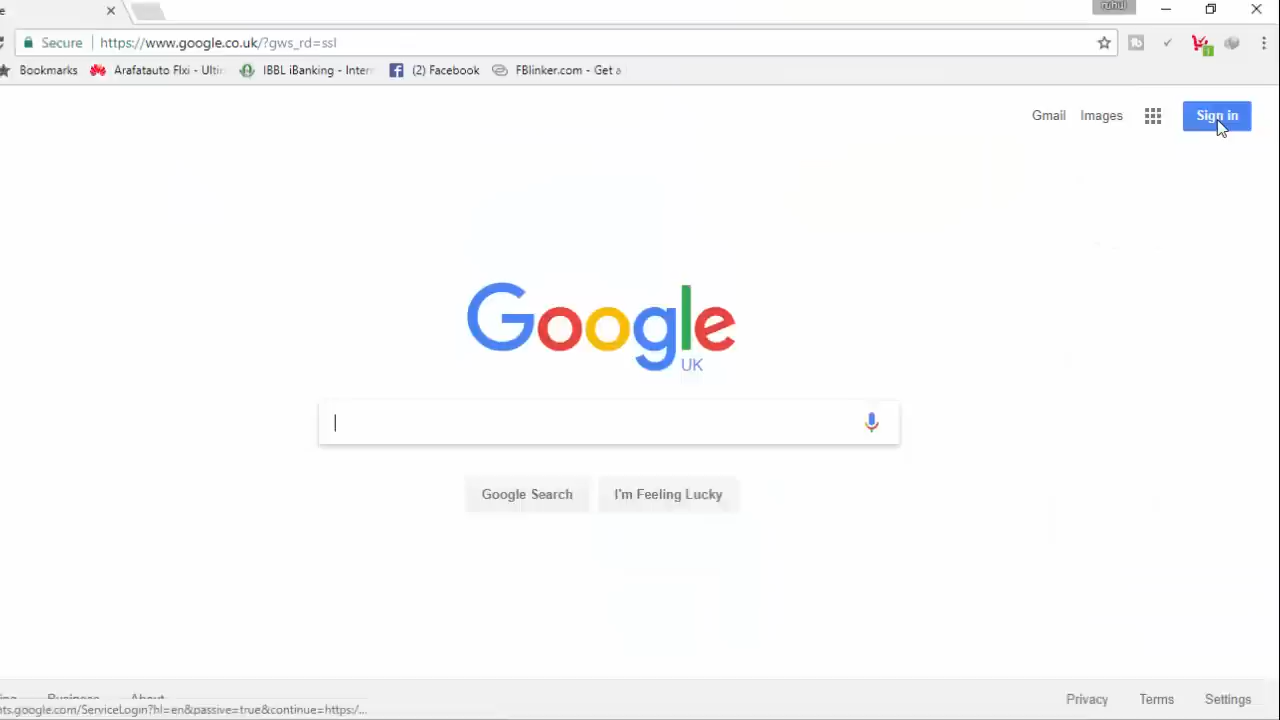 ruhul
Secure https://www.google.co.uk/?gws_rd=ssl
Bookmarks Arafatauto Flxi - Ulti IBBL iBanking - Inter (2) Facebook FBlinker.com - Get a
Gmail Images Sign in
Google
UK
Google Search I'm Feeling Lucky
Business About Privacy Terms Settings
nts.google.com/ServiceLogin?hl=en&passive=true&continue=https:/...